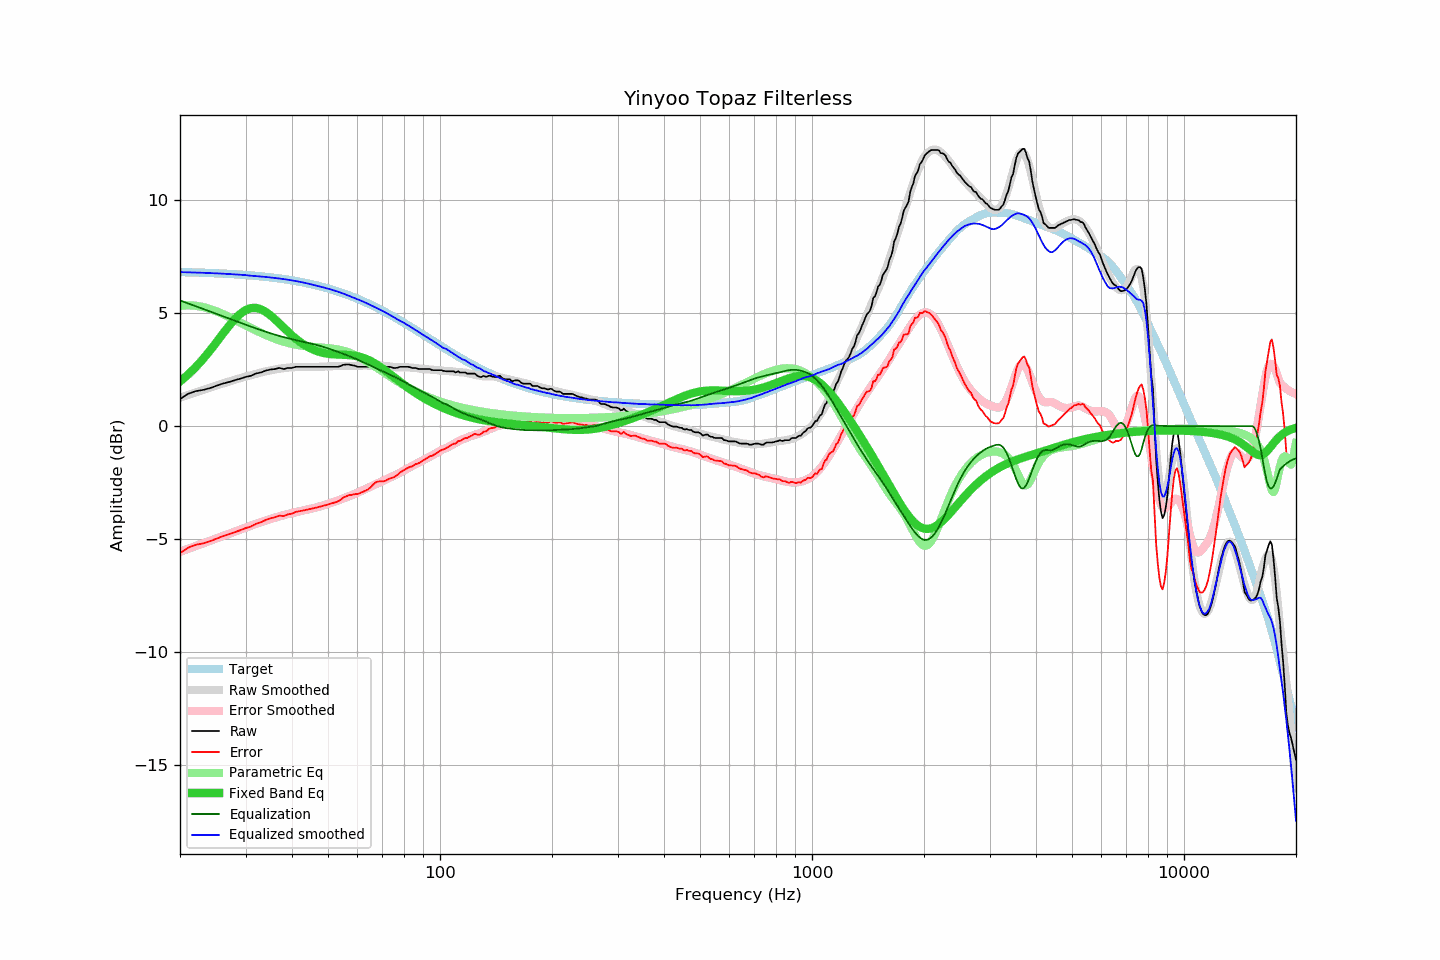 Yinyoo Topaz Filterless
10
5
0
−5
−10
−15
Amplitude (dBr)
Target
Raw Smoothed
Error Smoothed
Raw
Error
Parametric Eq
Fixed Band Eq
Equalization
Equalized smoothed
100
1000
10000
Frequency (Hz)